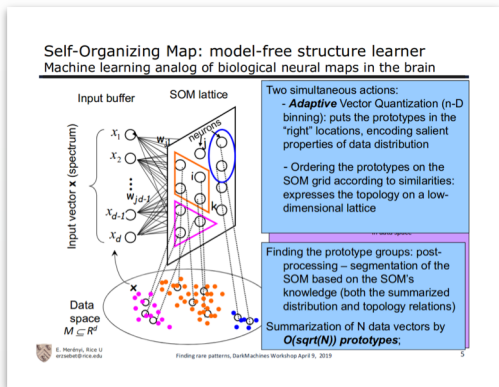 Self-Organizing Map: model-free structure learner
Machine learning analog of biological neural maps in the brain
Input buffer
SOM lattice
Input vector x (spectrum)
x1
x2
xd-1
xd
wj1
wjd-1
neurons
j
i
k
x
Data
space
M ⊆ Rd
Two simultaneous actions:
- Adaptive Vector Quantization (n-D
binning): puts the prototypes in the
“right” locations, encoding salient
properties of data distribution
- Ordering the prototypes on the
SOM grid according to similarities:
expresses the topology on a low-
dimensional lattice
Finding the prototype groups: post-
processing – segmentation of the
SOM based on the SOM’s
knowledge (both the summarized
distribution and topology relations)
Summarization of N data vectors by
O(sqrt(N)) prototypes;
E. Merényi, Rice U
erzsebet@rice.edu
Finding rare patterns, DarkMachines Workshop April 9, 2019
5